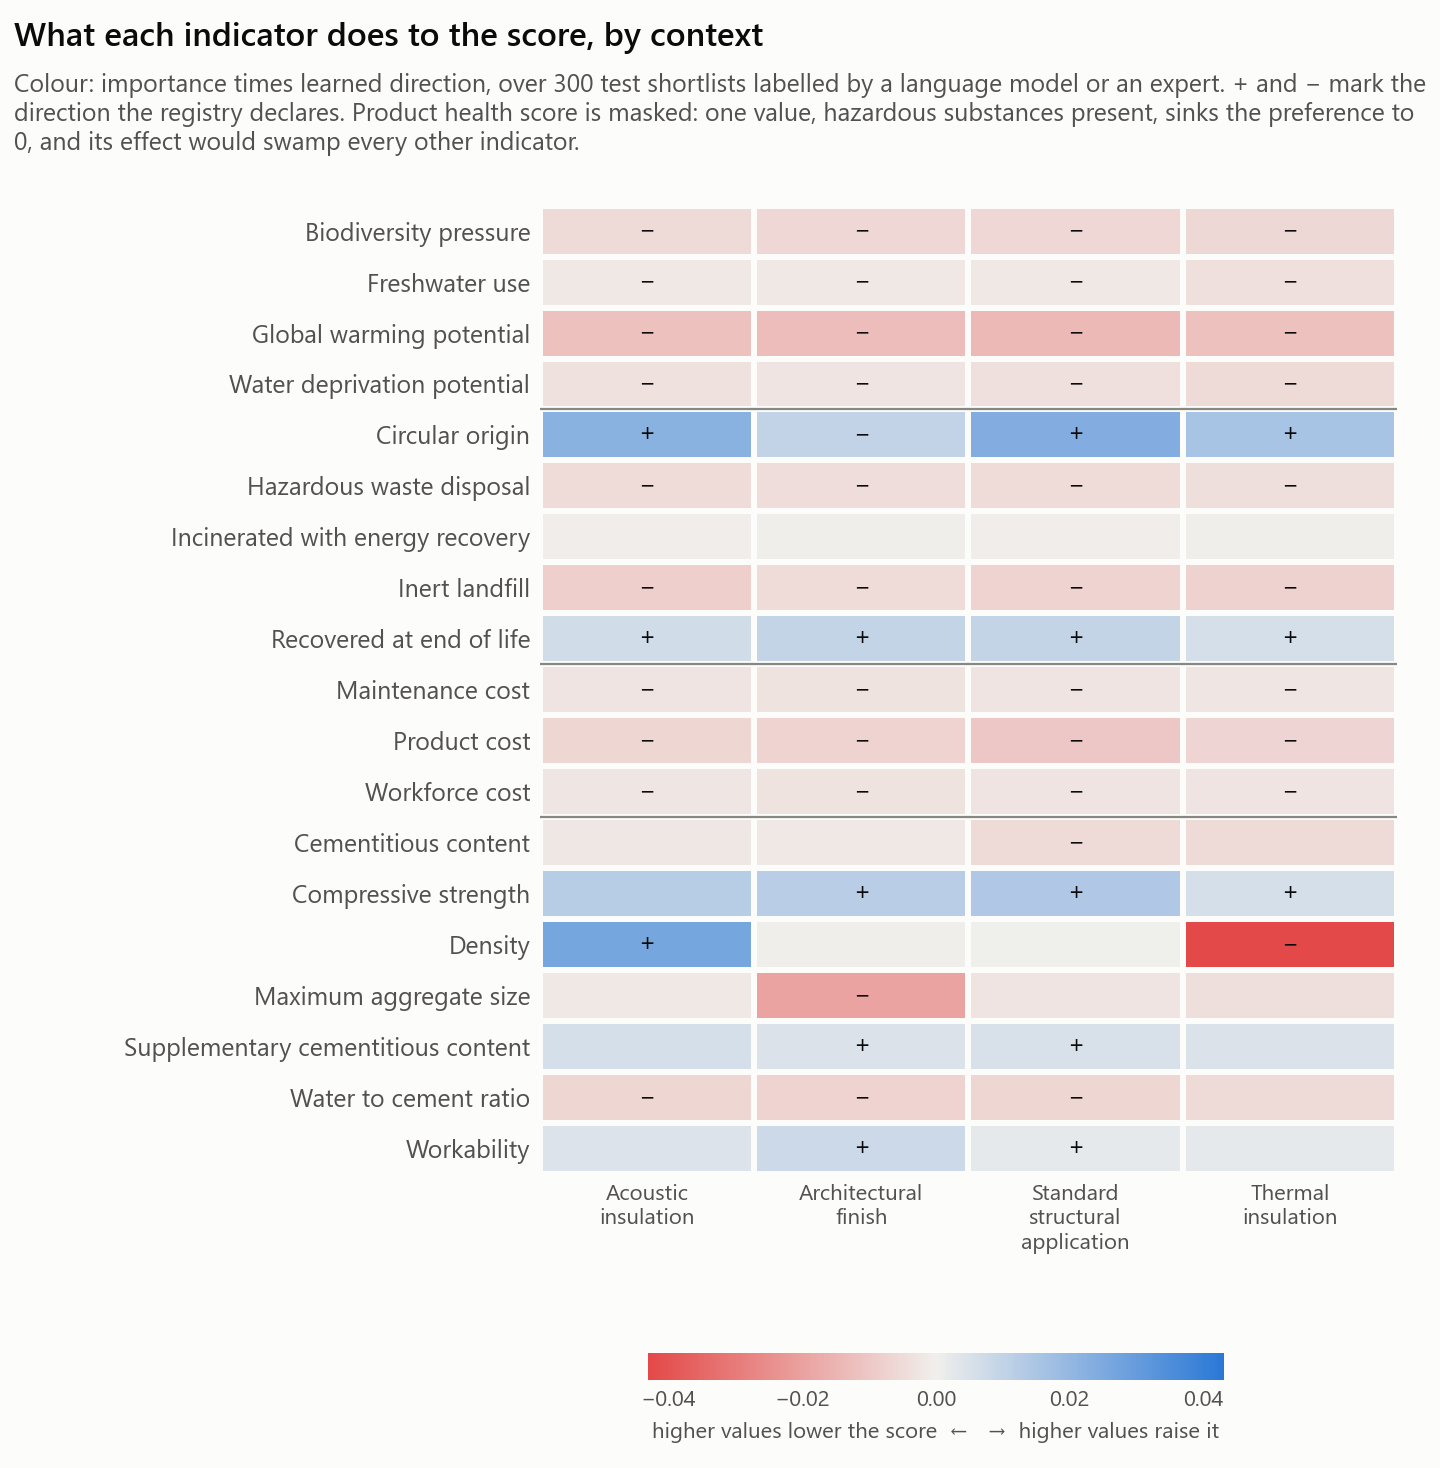 What each indicator does to the score, by context
Colour: importance times learned direction, over 300 test shortlists labelled by a language model or an expert. + and − mark the
direction the registry declares. Product health score is masked: one value, hazardous substances present, sinks the preference to
0, and its effect would swamp every other indicator.
Biodiversity pressure − − − −
Freshwater use − − − −
Global warming potential − − − −
Water deprivation potential − − − −
Circular origin + − + +
Hazardous waste disposal − − − −
Incinerated with energy recovery
Inert landfill − − − −
Recovered at end of life + + + +
Maintenance cost − − − −
Product cost − − − −
Workforce cost − − − −
Cementitious content −
Compressive strength + + +
Density + −
Maximum aggregate size −
Supplementary cementitious content + +
Water to cement ratio − − −
Workability + +
Acoustic
insulation
Architectural
finish
Standard
structural
application
Thermal
insulation
−0.04 −0.02 0.00 0.02 0.04
higher values lower the score ← → higher values raise it